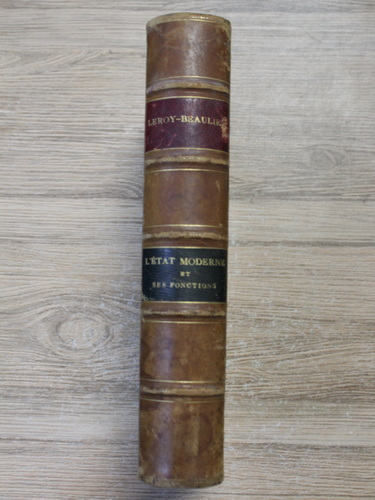 LEROY-BEAULIEU
L'ÉTAT MODERNE
ET
SES FONCTIONS